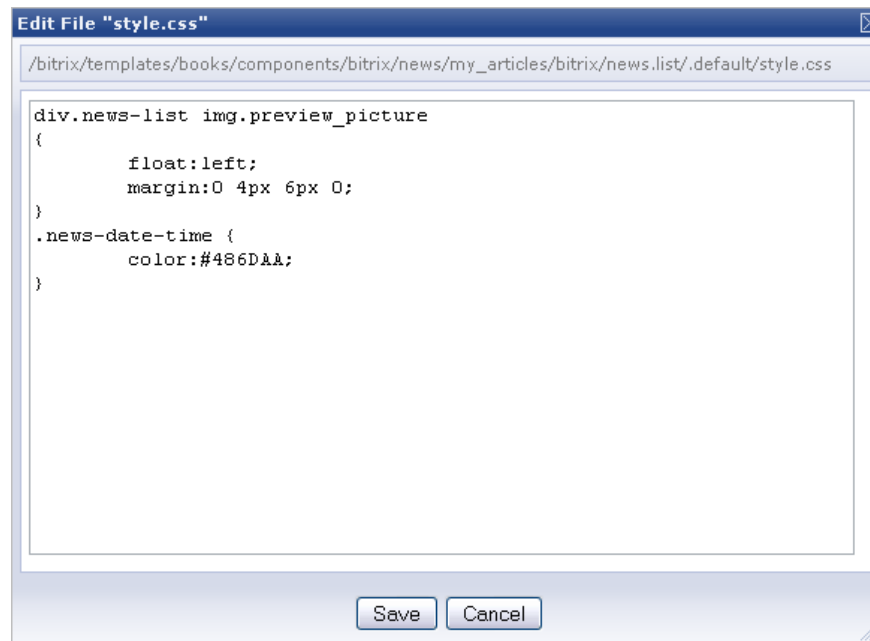 Edit File "style.css"
/bitrix/templates/books/components/bitrix/news/my_articles/bitrix/news.list/.default/style.css
div.news-list img.preview_picture
{
        float:left;
        margin:0 4px 6px 0;
}
.news-date-time {
        color:#486DAA;
}
Save Cancel